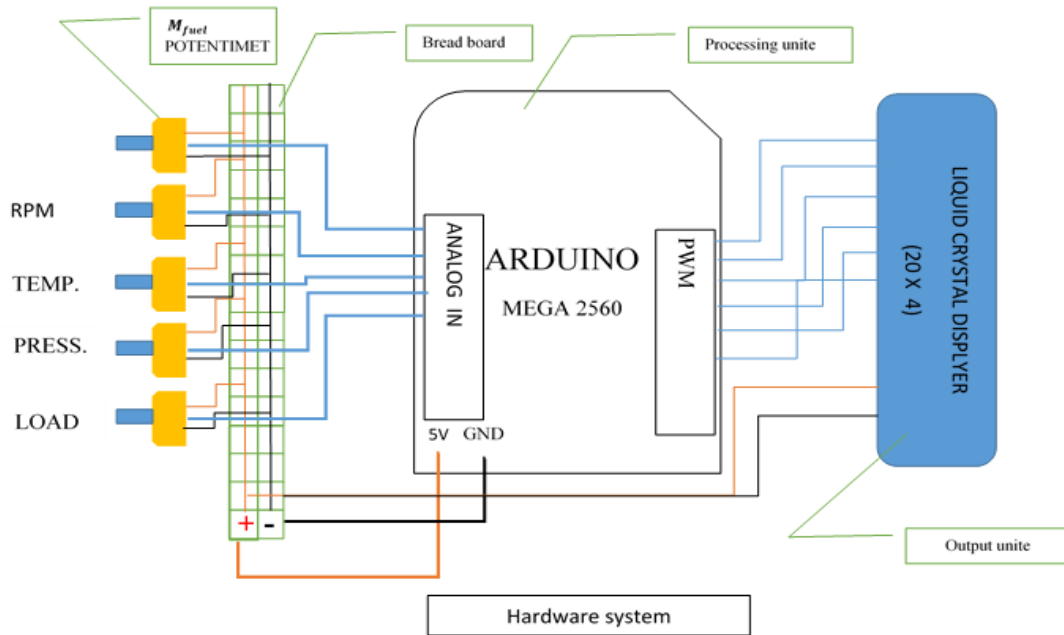 M_fuel
POTENTIMET
Bread board
Processing unite
RPM
TEMP.
PRESS.
LOAD
ANALOG IN
ARDUINO
MEGA 2560
PWM
LIQUID CRYSTAL DISPLYER
(20 X 4)
5V GND
+ -
Output unite
Hardware system